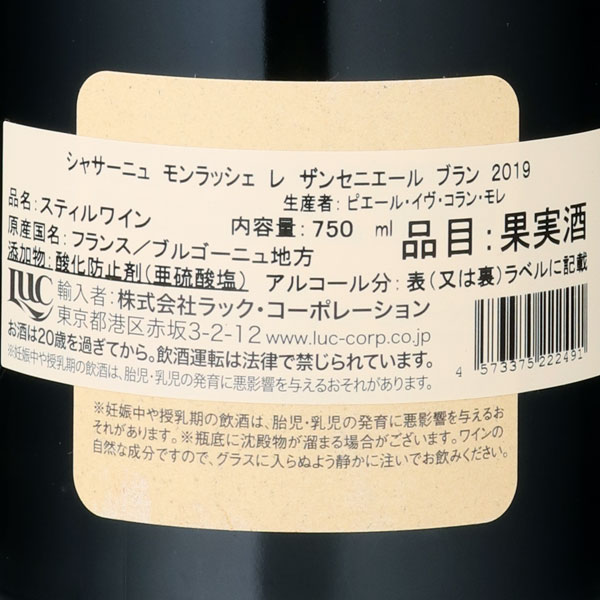 シャサーニュ モンラッシェ レ ザンセニエール ブラン 2019
生産者：ピエール・イヴ・コラン・モレ
品名：スティルワイン
内容量：750 ml
品目：果実酒
原産国名：フランス／ブルゴーニュ地方
添加物：酸化防止剤（亜硫酸塩）
アルコール分：表（又は裏）ラベルに記載
LUC
輸入者：株式会社ラック・コーポレーション
東京都港区赤坂3-2-12 www.luc-corp.co.jp
お酒は20歳を過ぎてから。飲酒運転は法律で禁じられています。
※妊娠中や授乳期の飲酒は、胎児・乳児の発育に悪影響を与えるおそれがあります。
4 573375 222491
※妊娠中や授乳期の飲酒は、胎児・乳児の発育に悪影響を与えるお
それがあります。※瓶底に沈殿物が溜まる場合がございます。ワインの
自然な成分ですので、グラスに入らぬよう静かに注いでお飲みください。